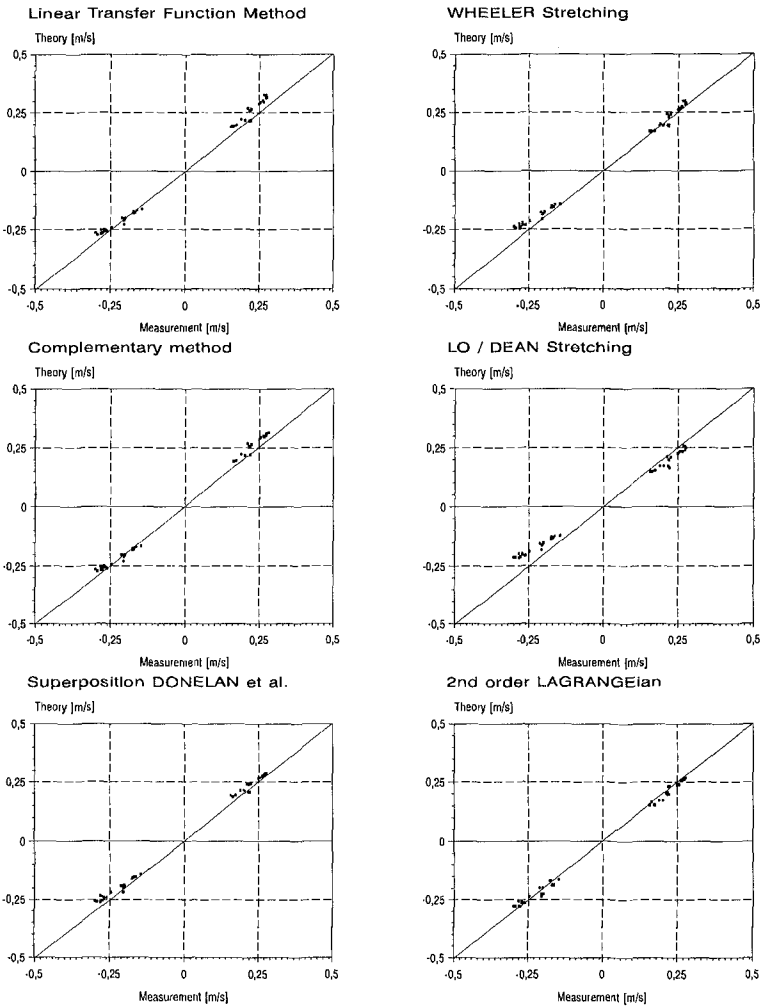 Linear Transfer Function Method
Theory [m/s]
0,5
0,25
0
-0,25
-0,5
-0,5 -0,25 0 0,25 0,5
Measurement [m/s]
WHEELER Stretching
Theory [m/s]
0,5
0,25
0
-0,25
-0,5
-0,5 -0,25 0 0,25 0,5
Measurement [m/s]
Complementary method
Theory [m/s]
0,5
0,25
0
-0,25
-0,5
-0,5 -0,25 0 0,25 0,5
Measurement [m/s]
LO / DEAN Stretching
Theory [m/s]
0,5
0,25
0
-0,25
-0,5
-0,5 -0,25 0 0,25 0,5
Measurement [m/s]
Superposition DONELAN et al.
Theory ]m/s]
0,5
0,25
0
-0,25
-0,5
-0,5 -0,25 0 0,25 0,5
Measurement [m/s]
2nd order LAGRANGEian
Theory [m/s]
0,5
0,25
0
-0,25
-0,5
-0,5 -0,25 0 0,25 0,5
Measurement [m/s]